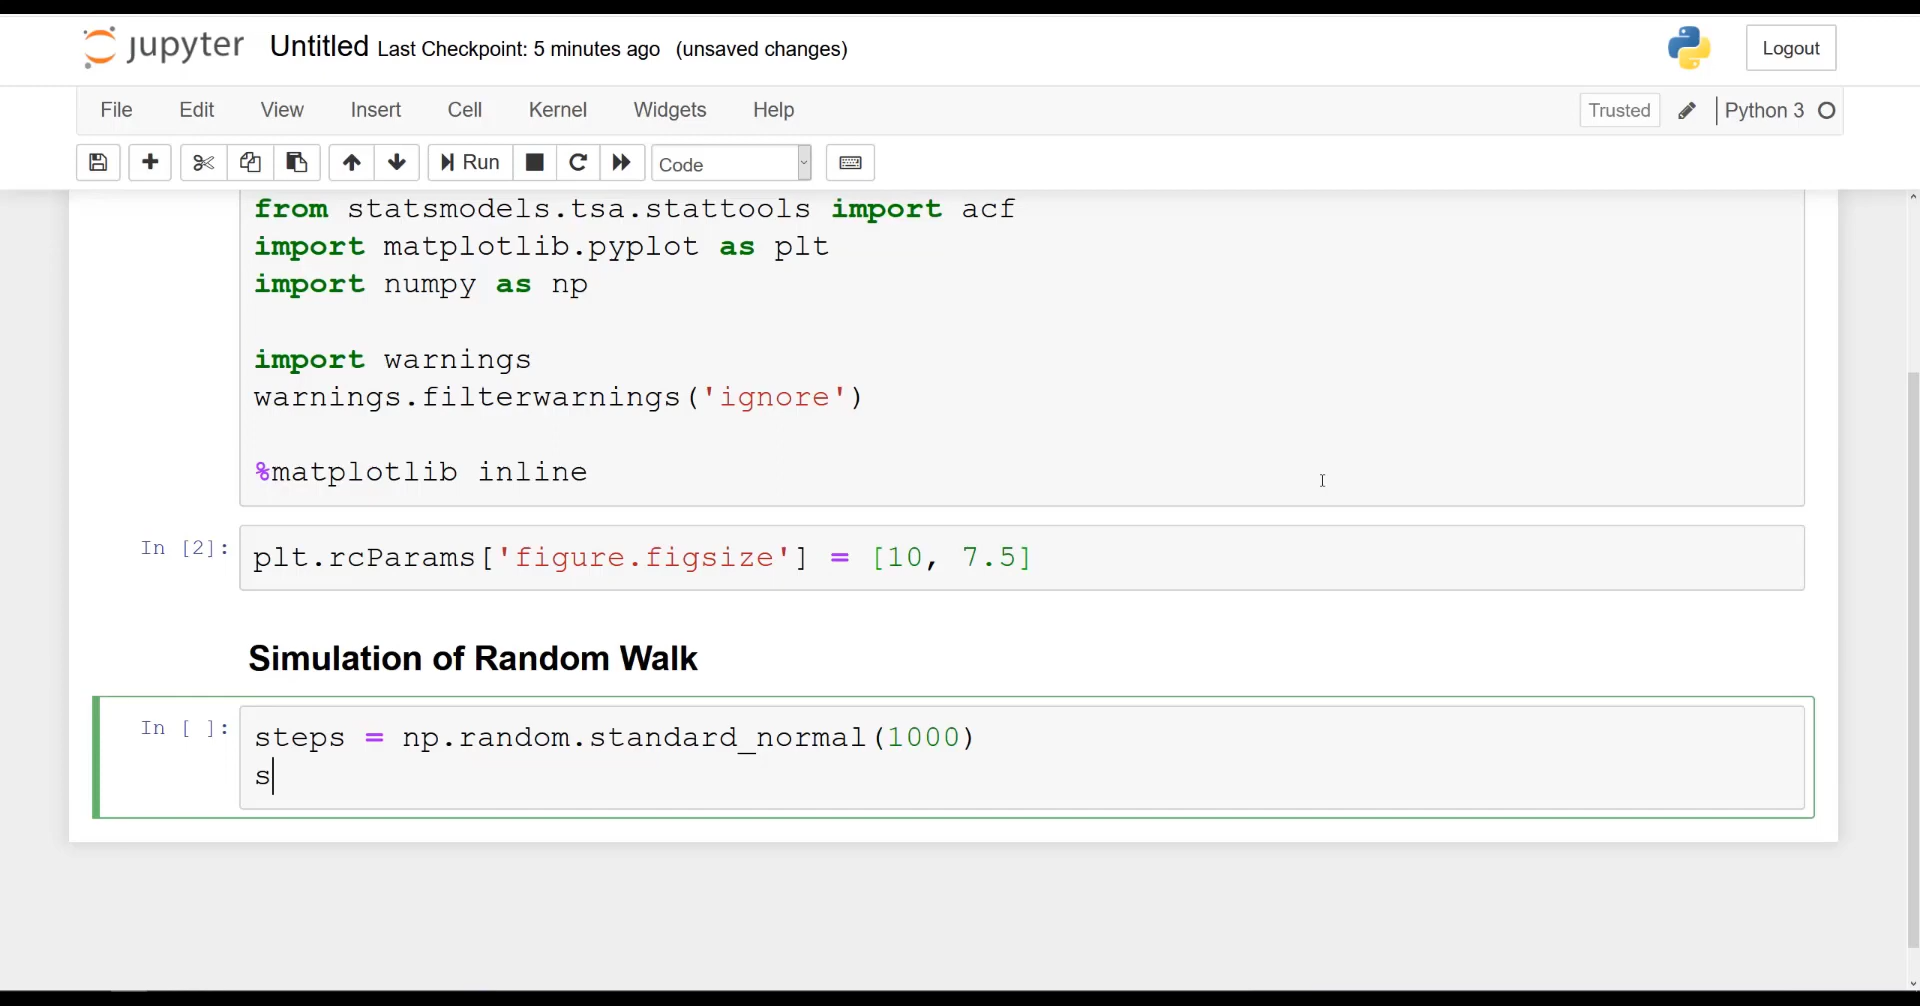 jupyter Untitled Last Checkpoint: 5 minutes ago (unsaved changes) Logout
File Edit View Insert Cell Kernel Widgets Help Trusted Python 3
Run Code
from statsmodels.tsa.stattools import acf
import matplotlib.pyplot as plt
import numpy as np
import warnings
warnings.filterwarnings('ignore')
%matplotlib inline
In [2]: plt.rcParams['figure.figsize'] = [10, 7.5]
Simulation of Random Walk
In [ ]: steps = np.random.standard_normal(1000)
s